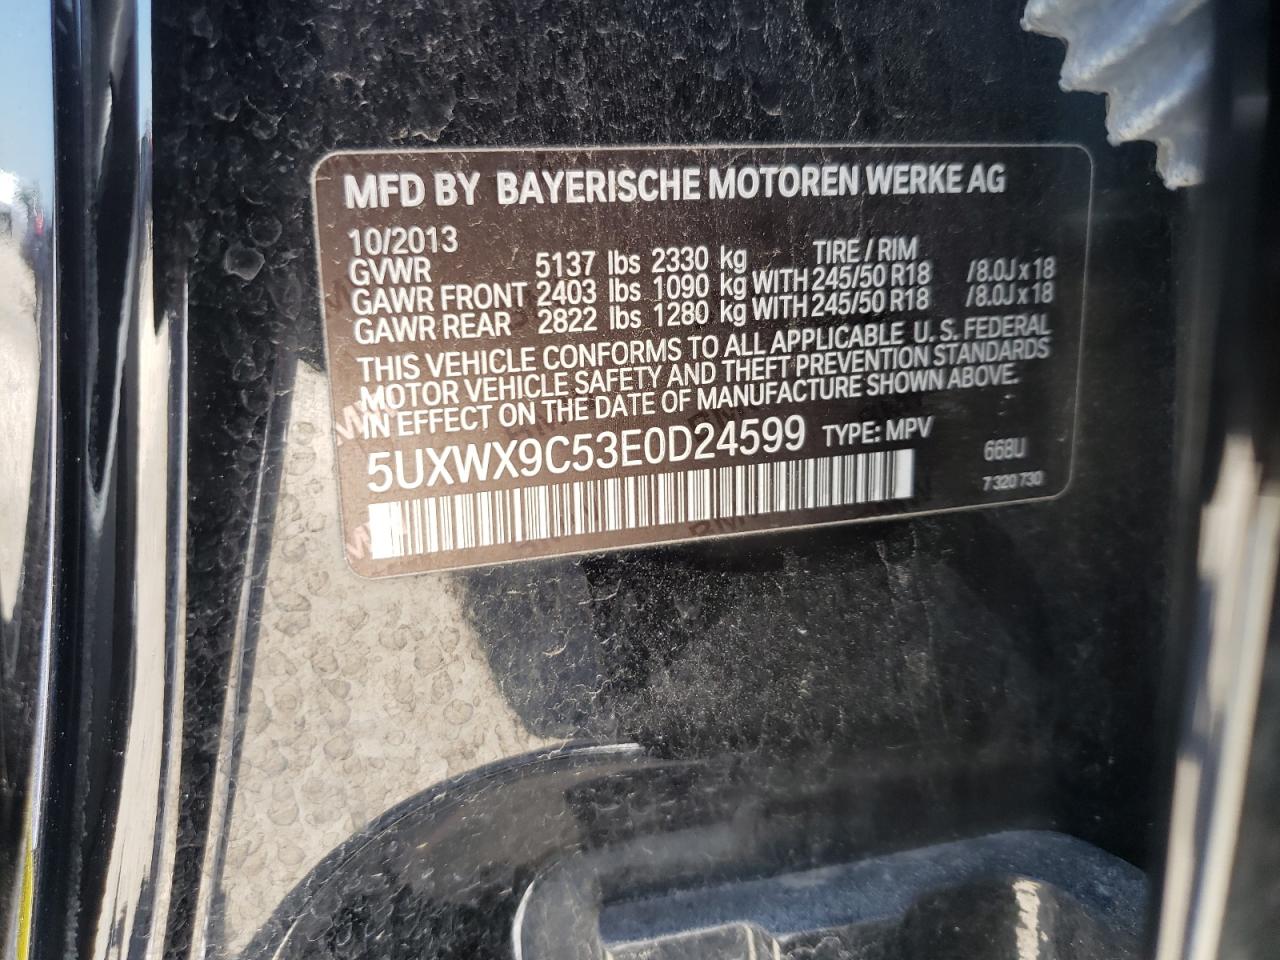 MFD BY BAYERISCHE MOTOREN WERKE AG
10/2013 TIRE / RIM
GVWR 5137 lbs 2330 kg
GAWR FRONT 2403 lbs 1090 kg WITH 245/50 R18 /8.0J x 18
GAWR REAR 2822 lbs 1280 kg WITH 245/50 R18 /8.0J x 18
THIS VEHICLE CONFORMS TO ALL APPLICABLE U.S. FEDERAL
MOTOR VEHICLE SAFETY AND THEFT PREVENTION STANDARDS
IN EFFECT ON THE DATE OF MANUFACTURE SHOWN ABOVE.
5UXWX9C53E0D24599 TYPE: MPV 668U
7 320 730